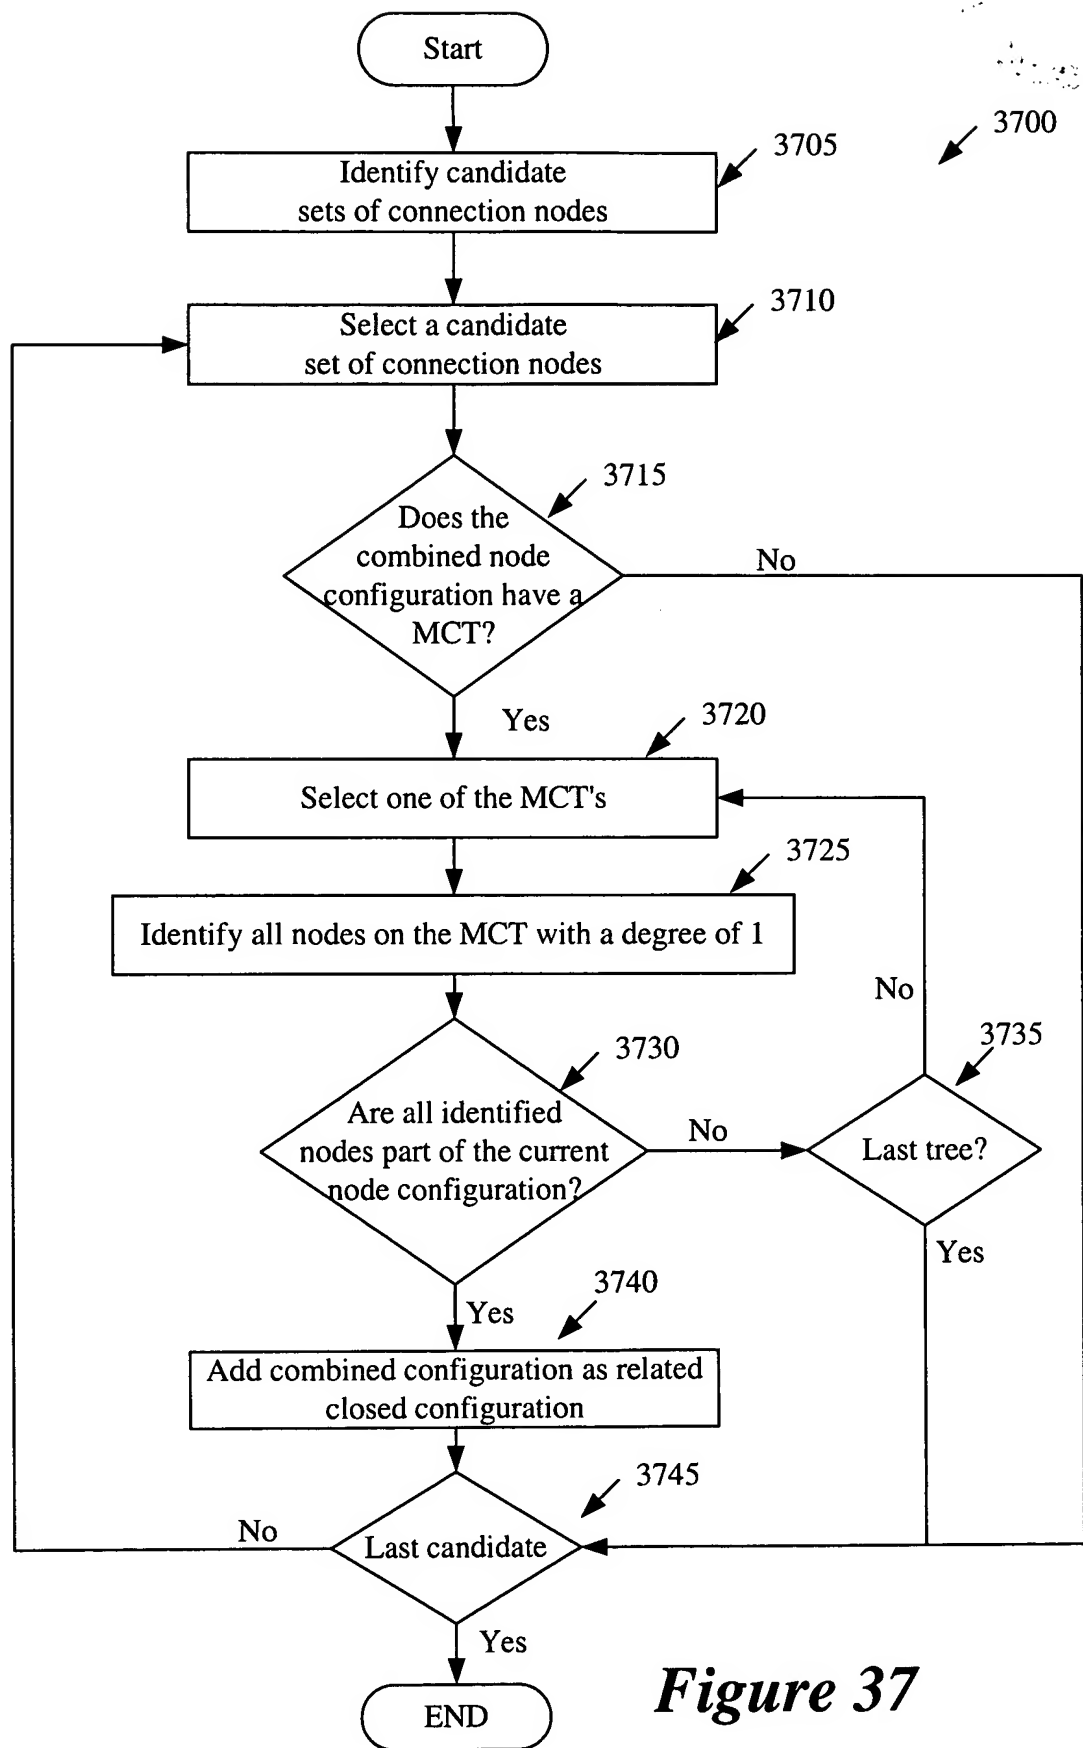 Start
3700
3705
Identify candidate
sets of connection nodes
3710
Select a candidate
set of connection nodes
3715
Does the
combined node
configuration have a
MCT?
No
Yes
3720
Select one of the MCT's
3725
Identify all nodes on the MCT with a degree of 1
No
3730
3735
Are all identified
nodes part of the current
node configuration?
No
Last tree?
Yes
Yes
3740
Add combined configuration as related
closed configuration
3745
No
Last candidate
Yes
END
Figure 37